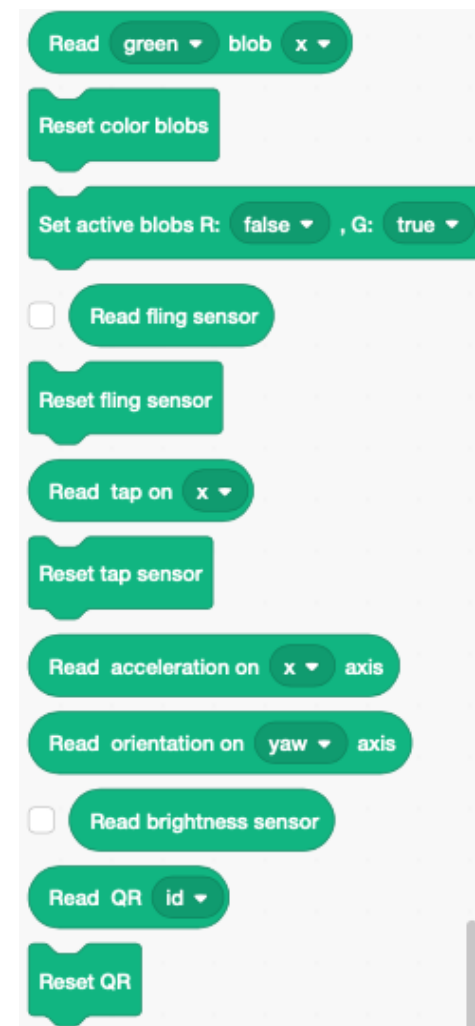 Read green blob x
Reset color blobs
Set active blobs R: false , G: true
Read fling sensor
Reset fling sensor
Read tap on x
Reset tap sensor
Read acceleration on x axis
Read orientation on yaw axis
Read brightness sensor
Read QR id
Reset QR